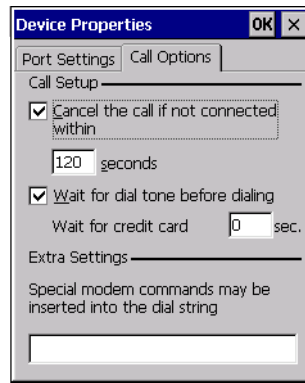 Device Properties OK ×
Port Settings Call Options
Call Setup
Cancel the call if not connected
within
120 seconds
Wait for dial tone before dialing
Wait for credit card 0 sec.
Extra Settings
Special modem commands may be
inserted into the dial string